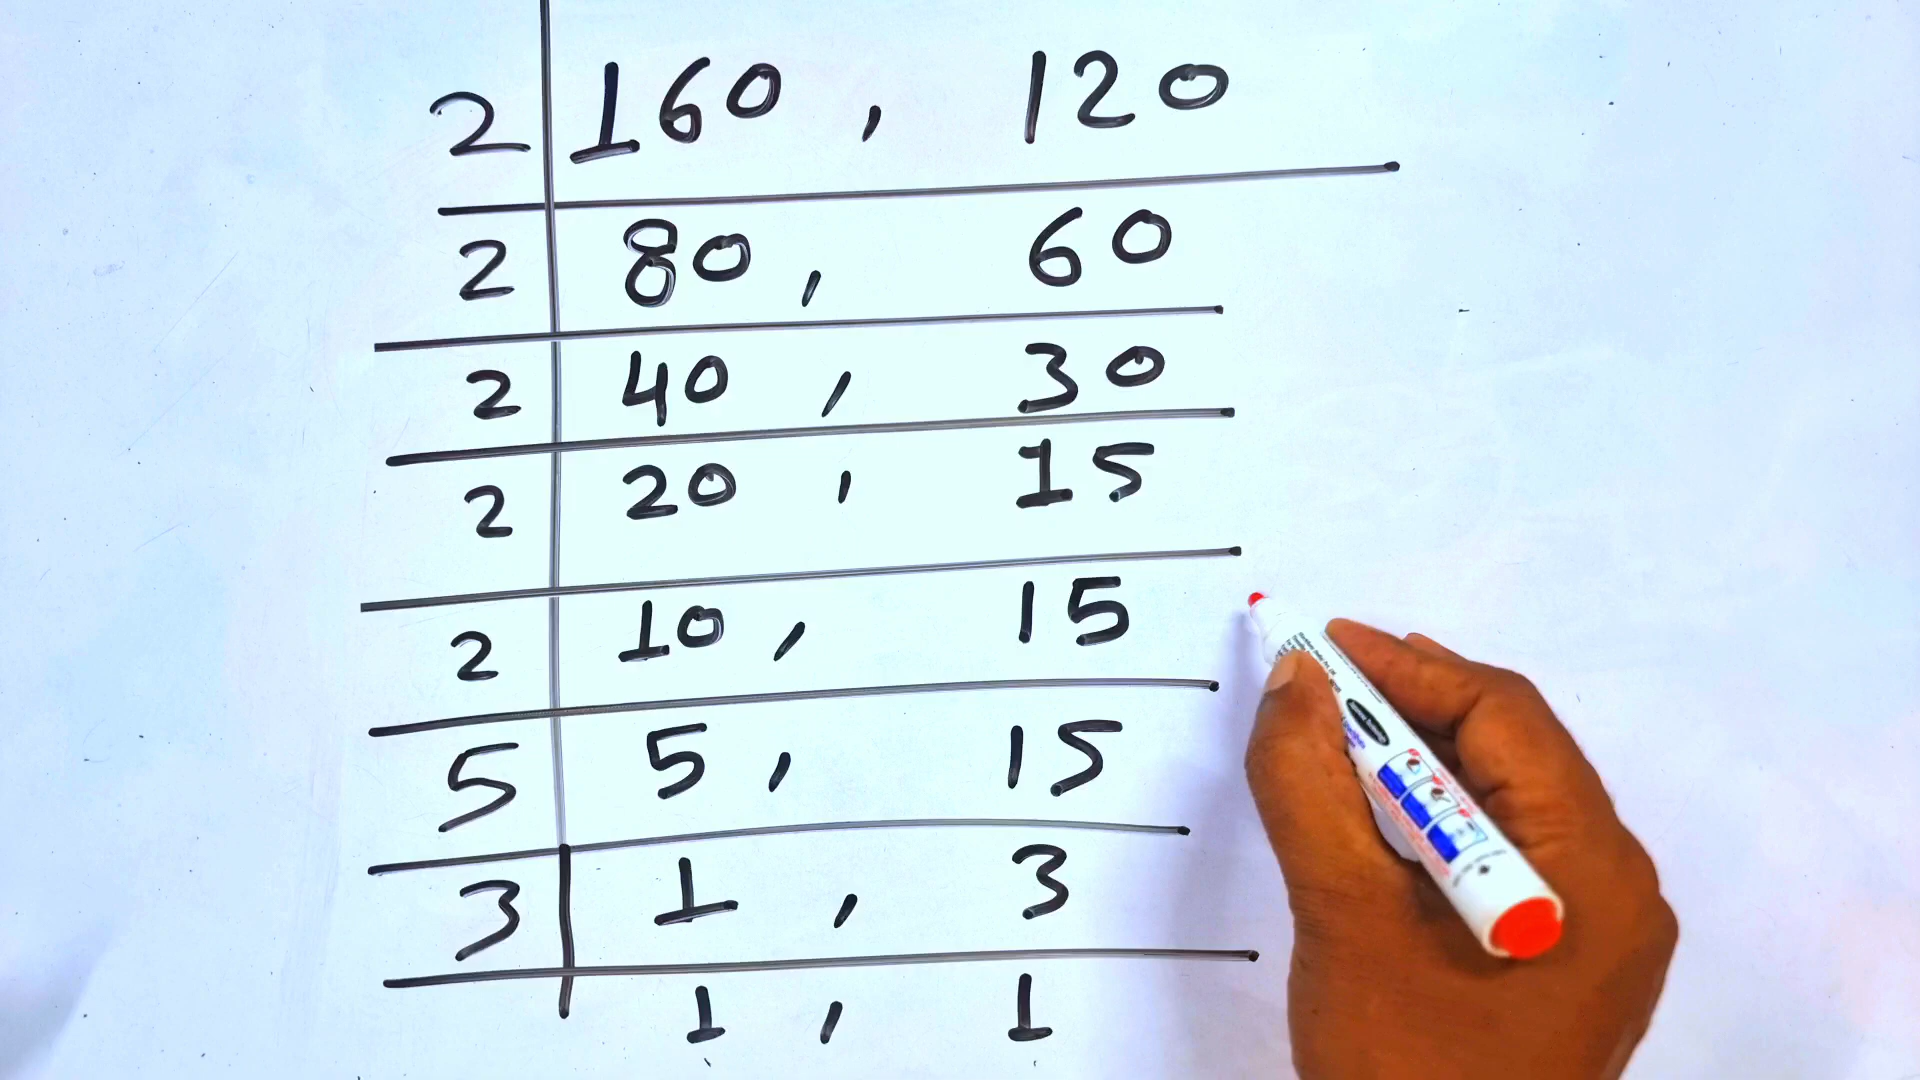 2 160, 120
2 80, 60
2 40, 30
2 20, 15
2 10, 15
5 5, 15
3 1, 3
1, 1